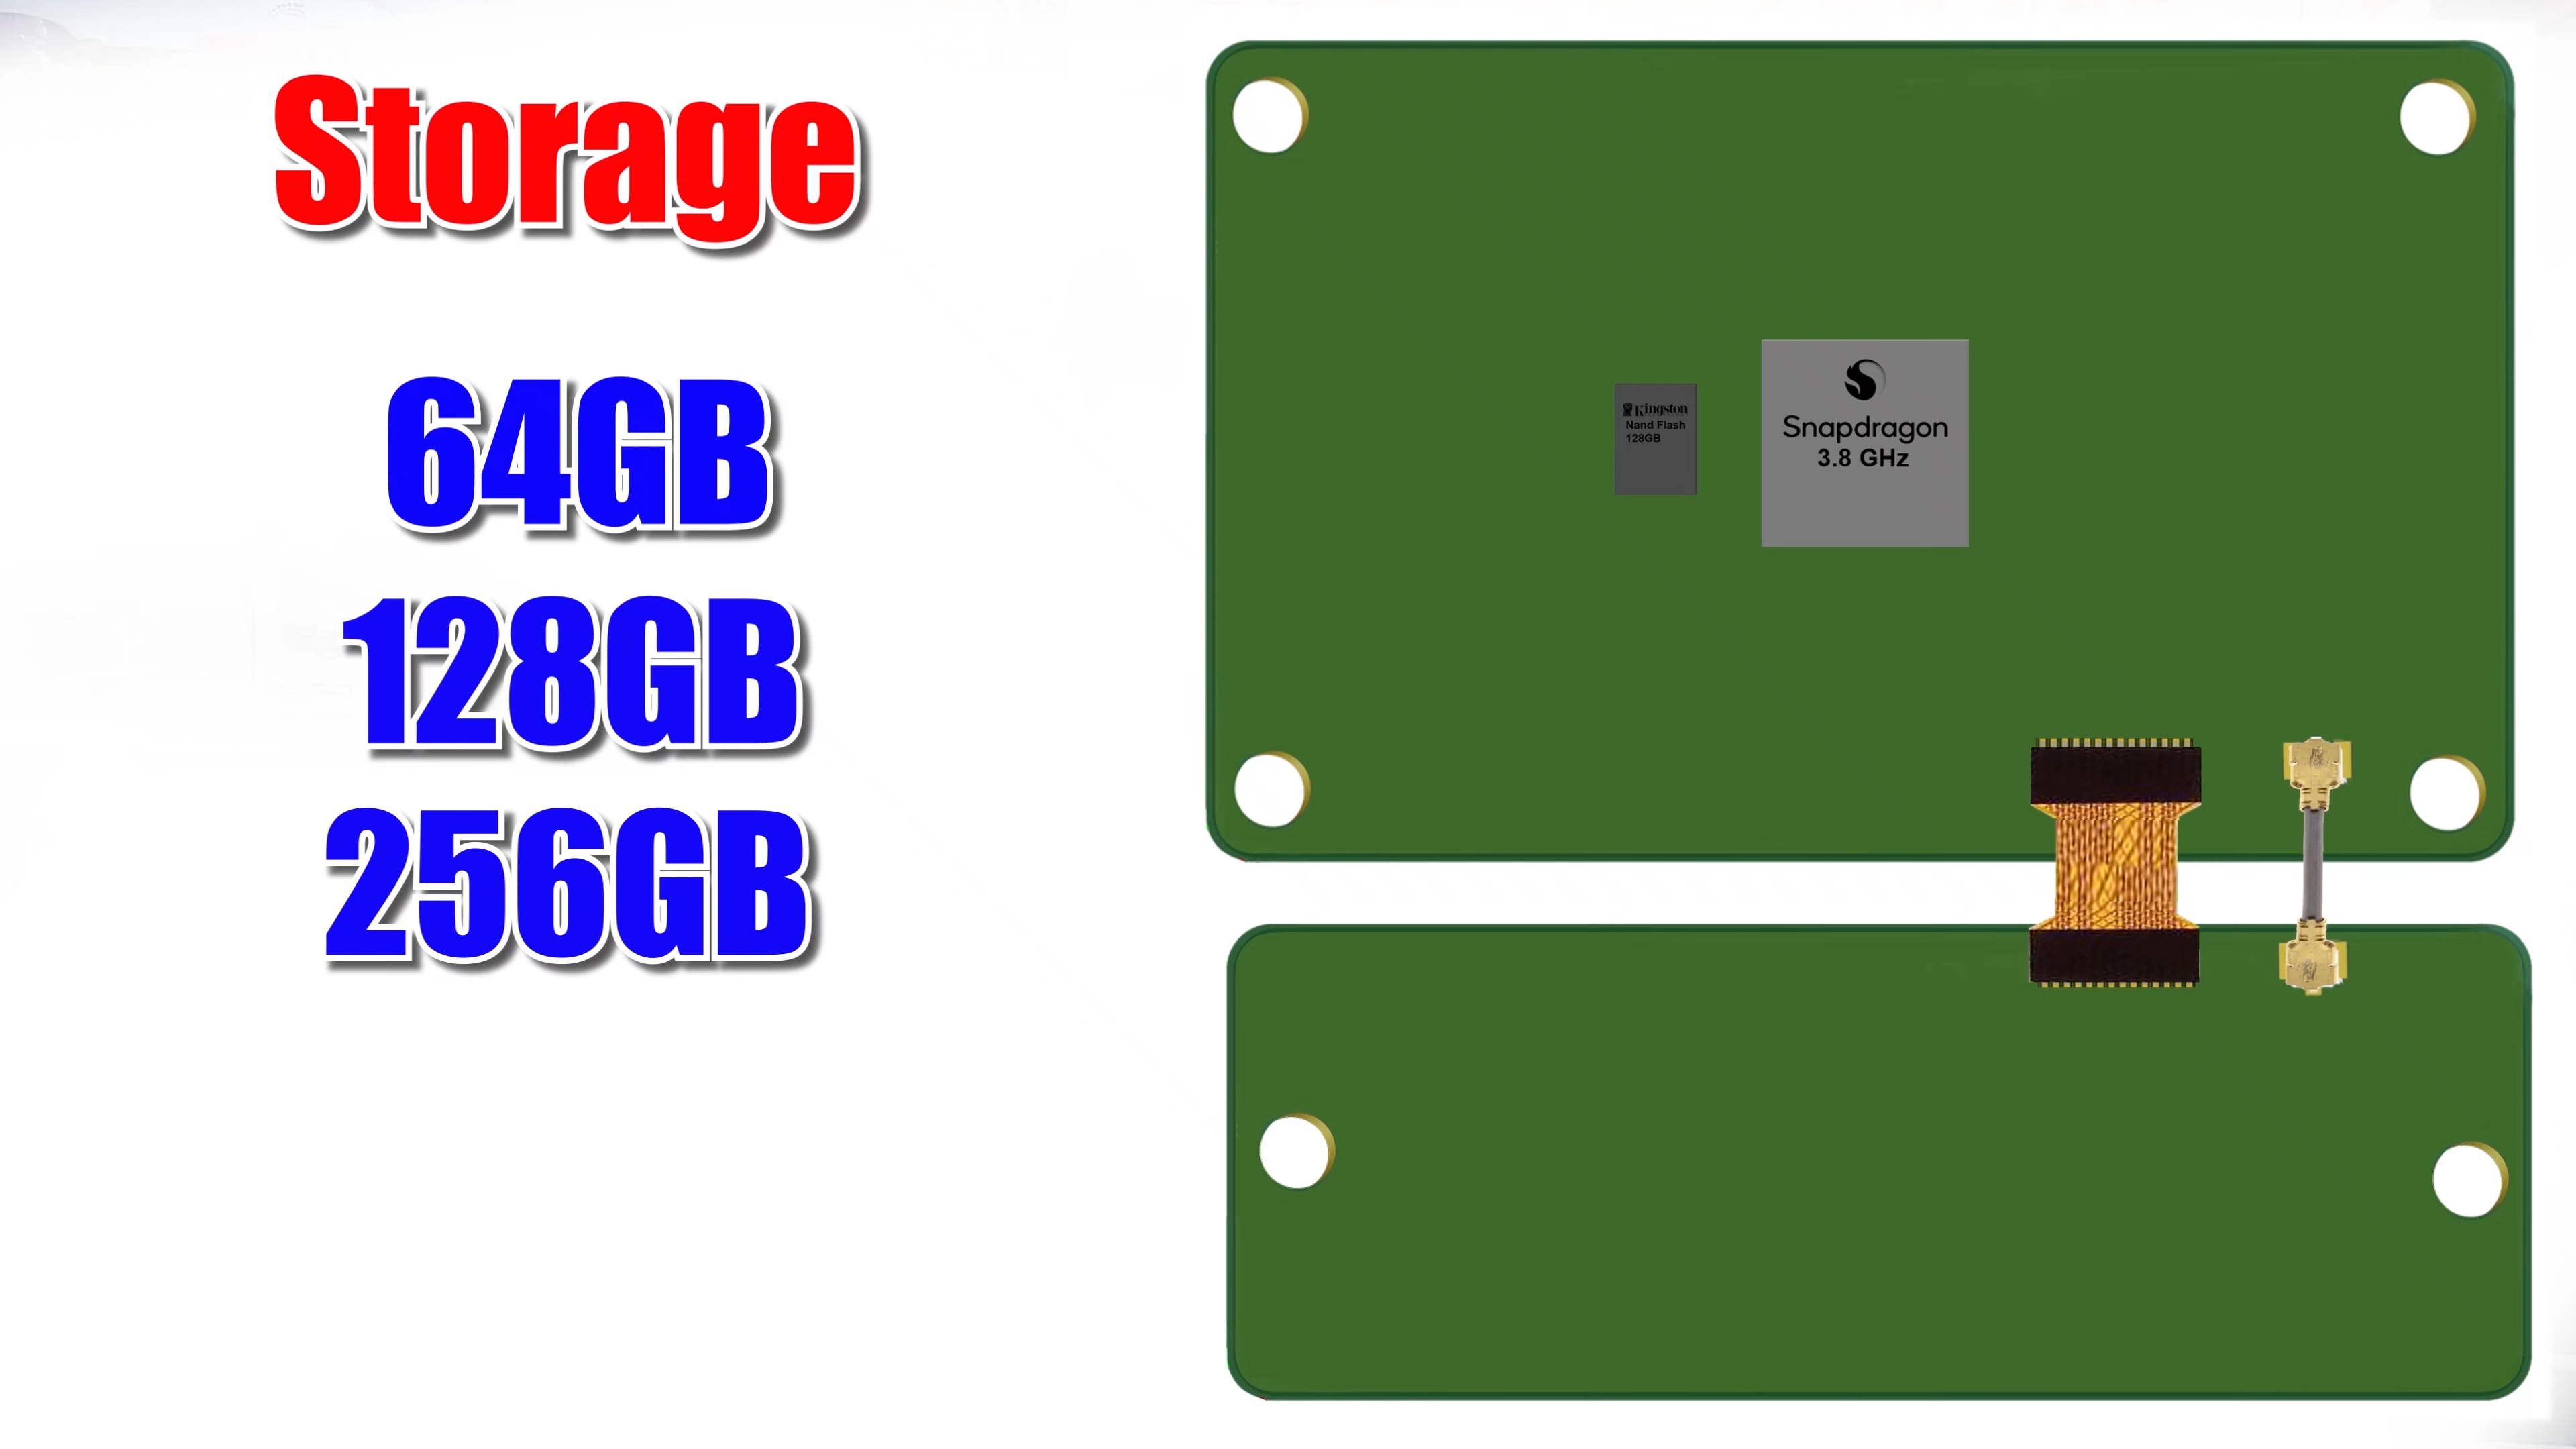 Storage
64GB
128GB
256GB
Kingston
Nand Flash
128GB
Snapdragon
3.8 GHz